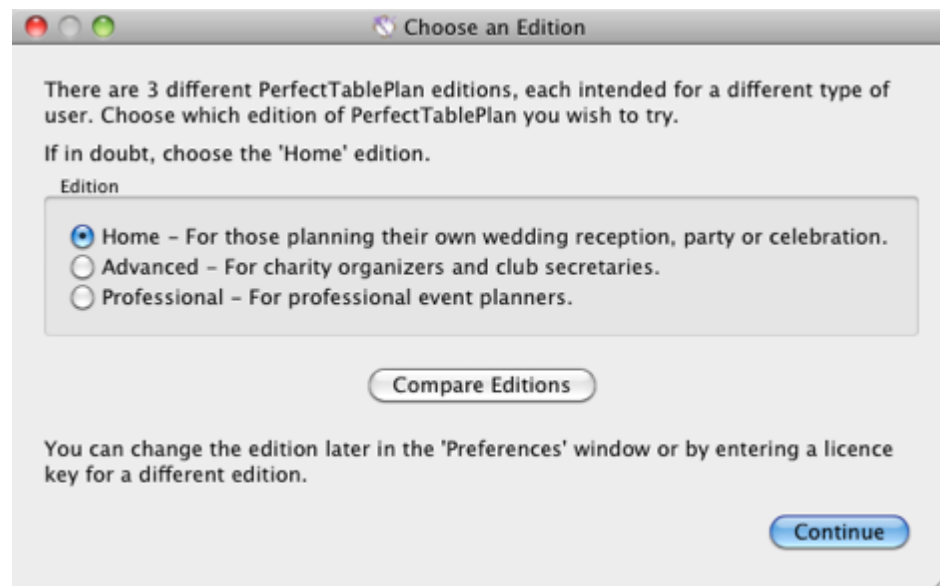 Choose an Edition
There are 3 different PerfectTablePlan editions, each intended for a different type of
user. Choose which edition of PerfectTablePlan you wish to try.
If in doubt, choose the 'Home' edition.
Edition
Home – For those planning their own wedding reception, party or celebration.
Advanced – For charity organizers and club secretaries.
Professional – For professional event planners.
Compare Editions
You can change the edition later in the 'Preferences' window or by entering a licence
key for a different edition.
Continue